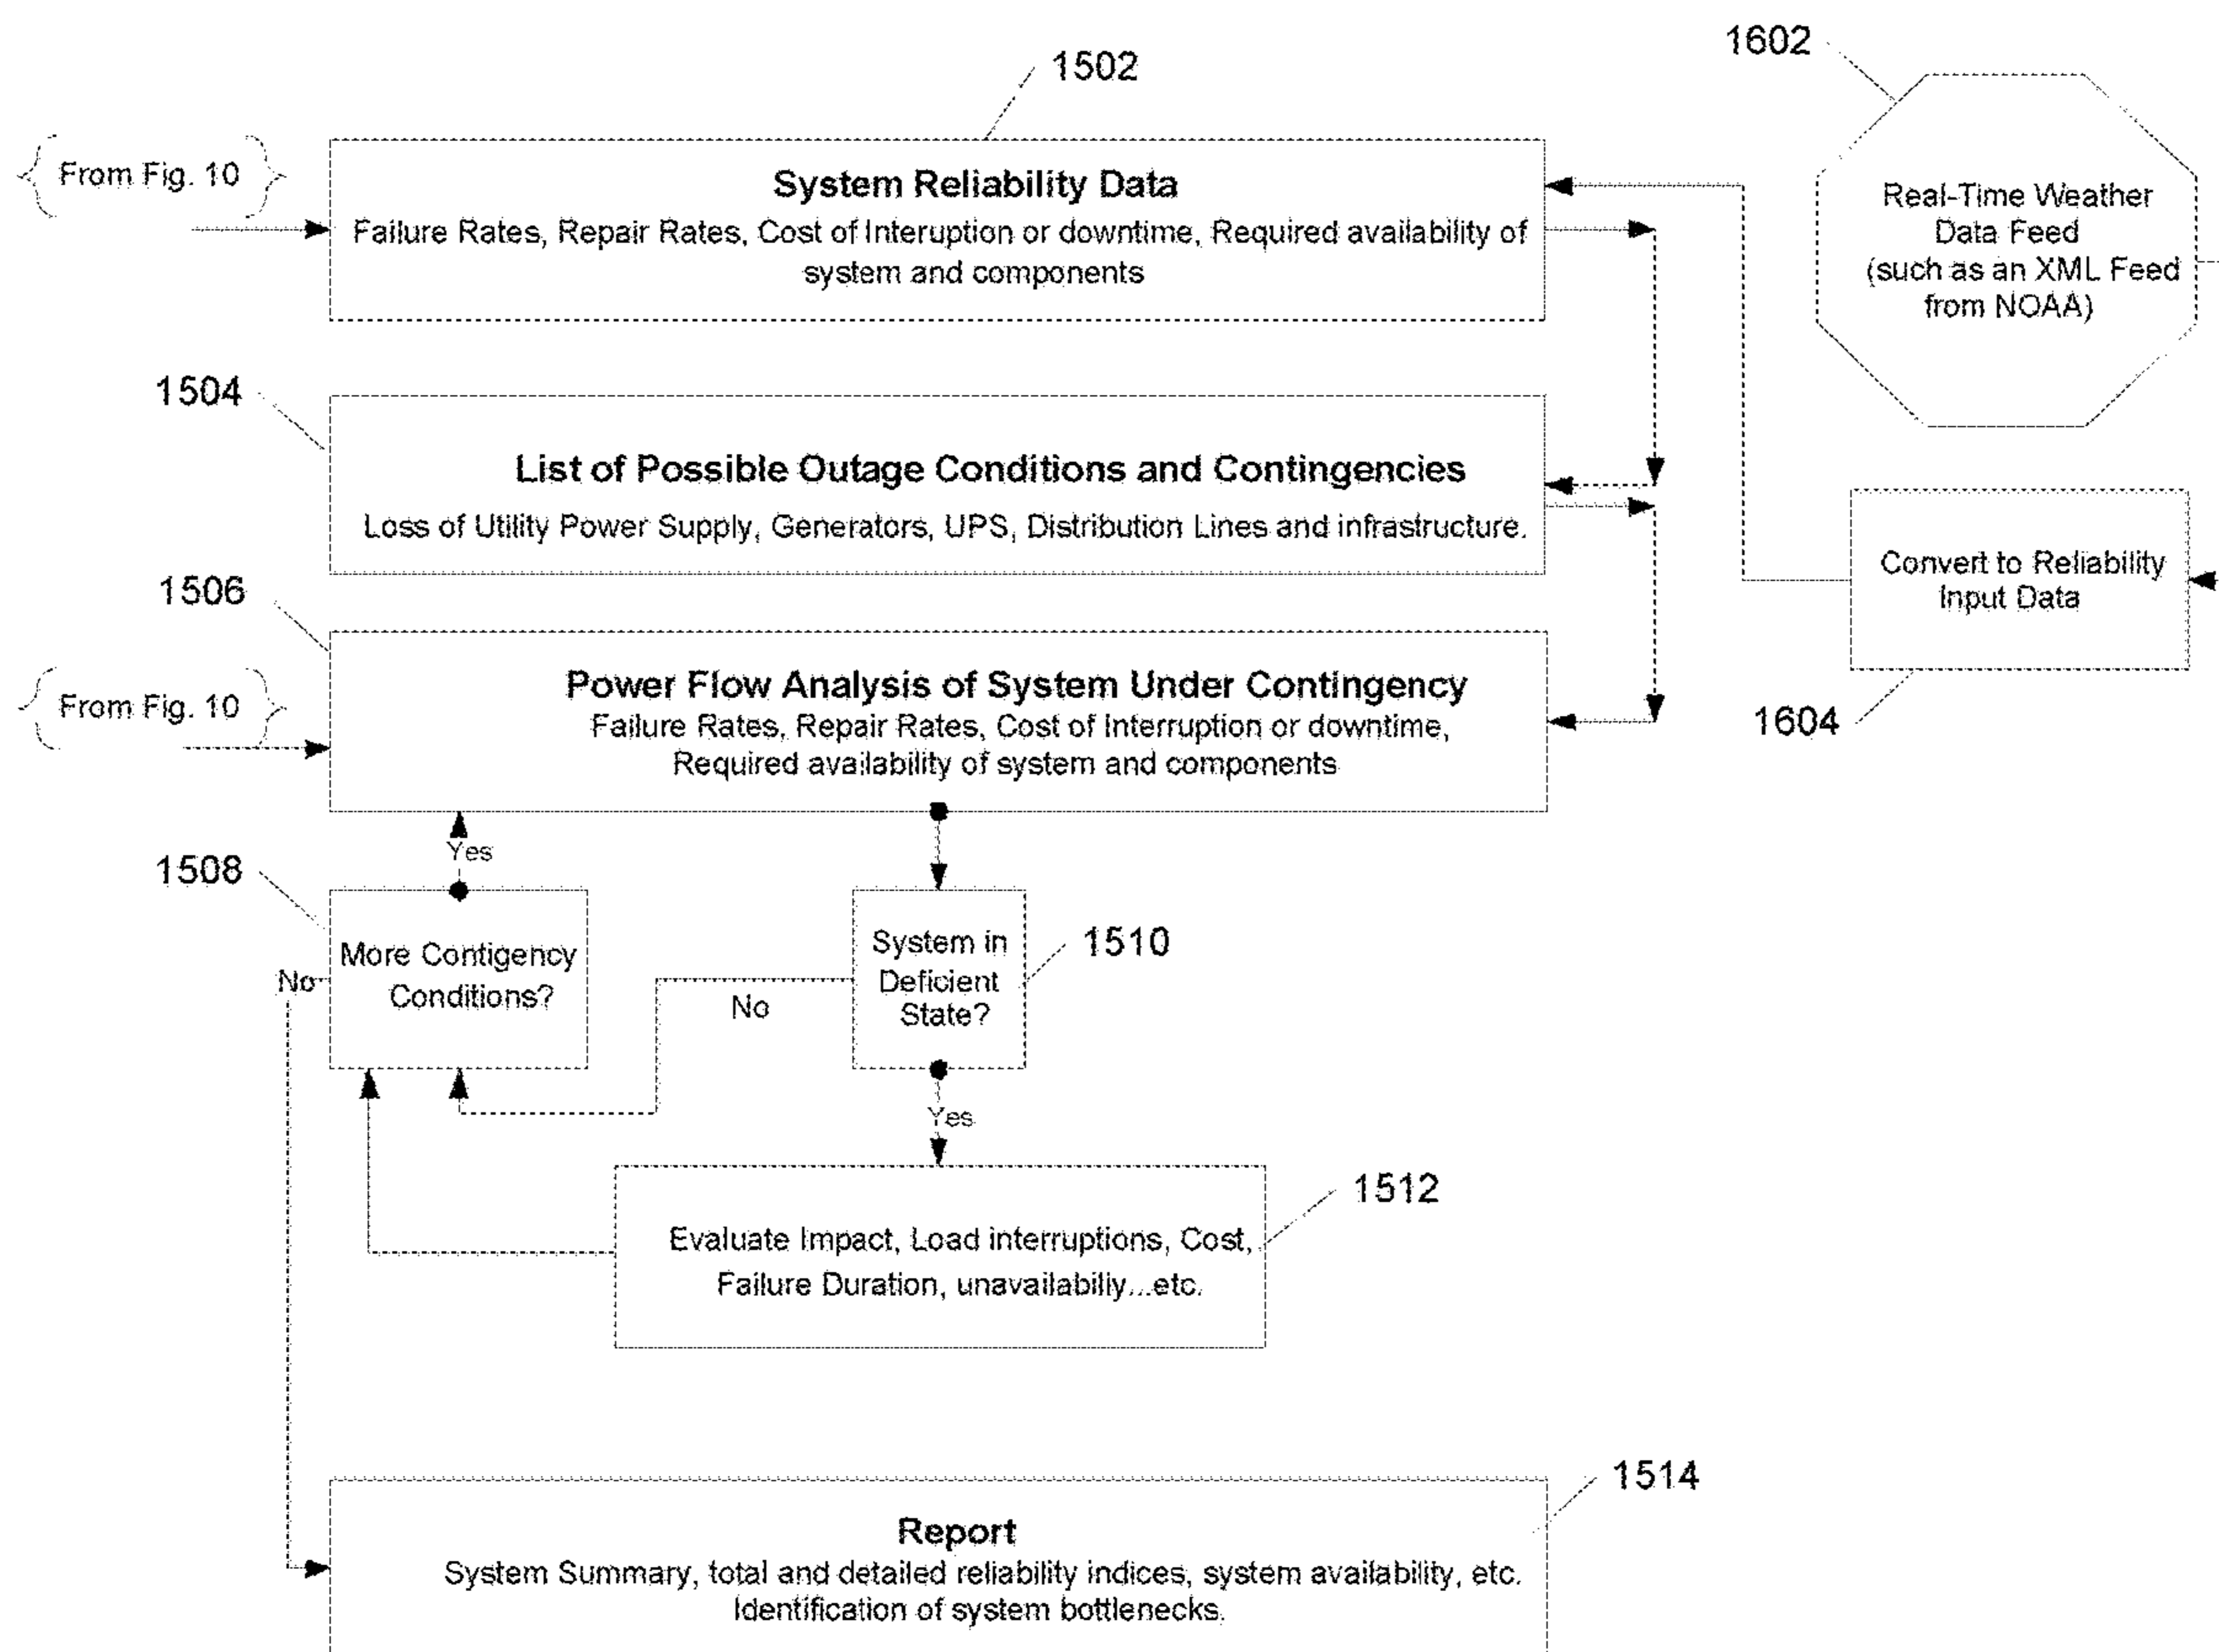 1602
1502
From Fig. 10
System Reliability Data
Failure Rates, Repair Rates, Cost of Interuption or downtime, Required availability of
system and components
Real-Time Weather
Data Feed
(such as an XML Feed
from NOAA)
1504
List of Possible Outage Conditions and Contingencies
Loss of Utility Power Supply, Generators, UPS, Distribution Lines and infrastructure.
Convert to Reliability
Input Data
1604
1506
From Fig. 10
Power Flow Analysis of System Under Contingency
Failure Rates, Repair Rates, Cost of Interruption or downtime,
Required availability of system and components
Yes
1508
More Contigency
Conditions?
No
System in
Deficient
State?
1510
No
Yes
1512
Evaluate Impact, Load interruptions, Cost,
Failure Duration, unavailabiliy...etc.
1514
Report
System Summary, total and detailed reliability indices, system availability, etc.
Identification of system bottlenecks.